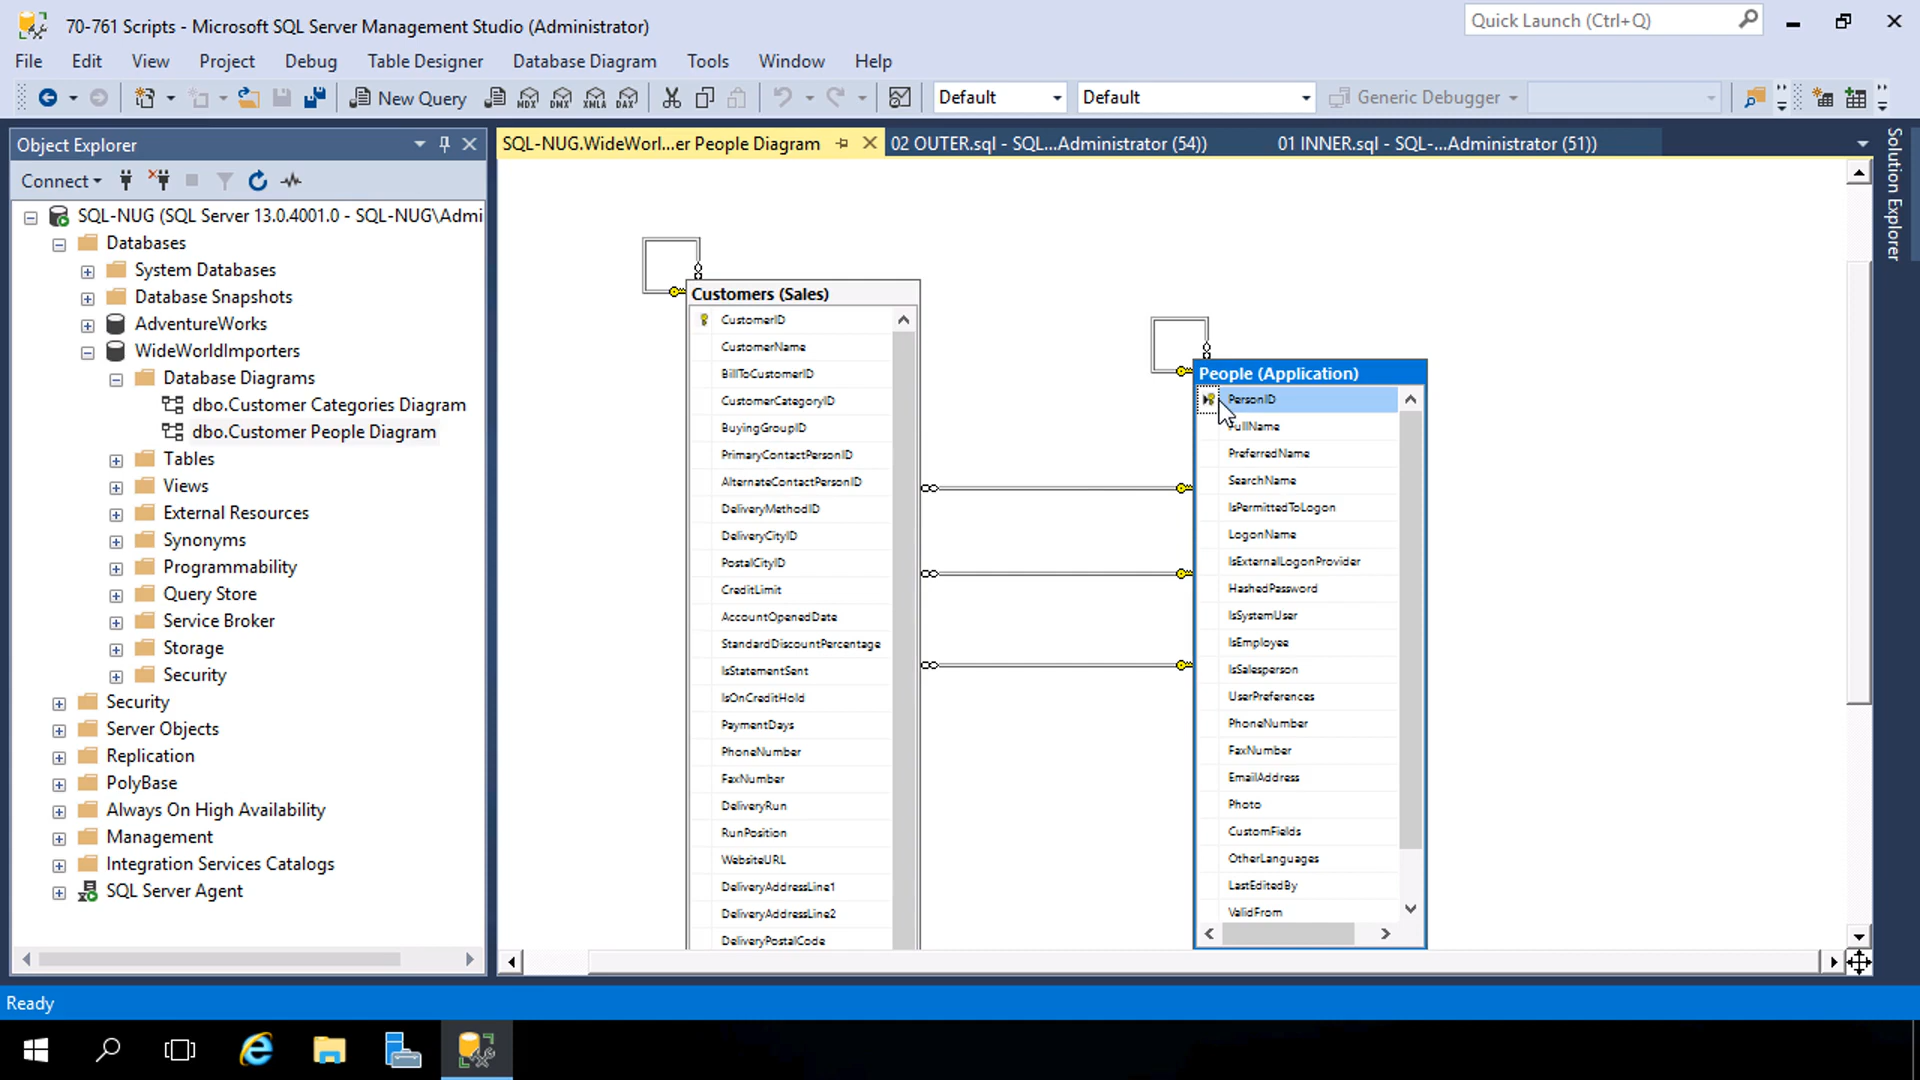 70-761 Scripts - Microsoft SQL Server Management Studio (Administrator)
Quick Launch (Ctrl+Q)
File Edit View Project Debug Table Designer Database Diagram Tools Window Help
New Query MDX DMX XMLA DAX Default Default Generic Debugger
Object Explorer
SQL-NUG.WideWorl...er People Diagram
02 OUTER.sql - SQL...Administrator (54))
01 INNER.sql - SQL-...Administrator (51))
Solution Explorer
Connect
SQL-NUG (SQL Server 13.0.4001.0 - SQL-NUG\Admi
Databases
System Databases
Database Snapshots
AdventureWorks
WideWorldImporters
Database Diagrams
dbo.Customer Categories Diagram
dbo.Customer People Diagram
Tables
Views
External Resources
Synonyms
Programmability
Query Store
Service Broker
Storage
Security
Security
Server Objects
Replication
PolyBase
Always On High Availability
Management
Integration Services Catalogs
SQL Server Agent
Customers (Sales)
CustomerID
CustomerName
BillToCustomerID
CustomerCategoryID
BuyingGroupID
PrimaryContactPersonID
AlternateContactPersonID
DeliveryMethodID
DeliveryCityID
PostalCityID
CreditLimit
AccountOpenedDate
StandardDiscountPercentage
IsStatementSent
IsOnCreditHold
PaymentDays
PhoneNumber
FaxNumber
DeliveryRun
RunPosition
WebsiteURL
DeliveryAddressLine1
DeliveryAddressLine2
DeliveryPostalCode
People (Application)
PersonID
FullName
PreferredName
SearchName
IsPermittedToLogon
LogonName
IsExternalLogonProvider
HashedPassword
IsSystemUser
IsEmployee
IsSalesperson
UserPreferences
PhoneNumber
FaxNumber
EmailAddress
Photo
CustomFields
OtherLanguages
LastEditedBy
ValidFrom
Ready